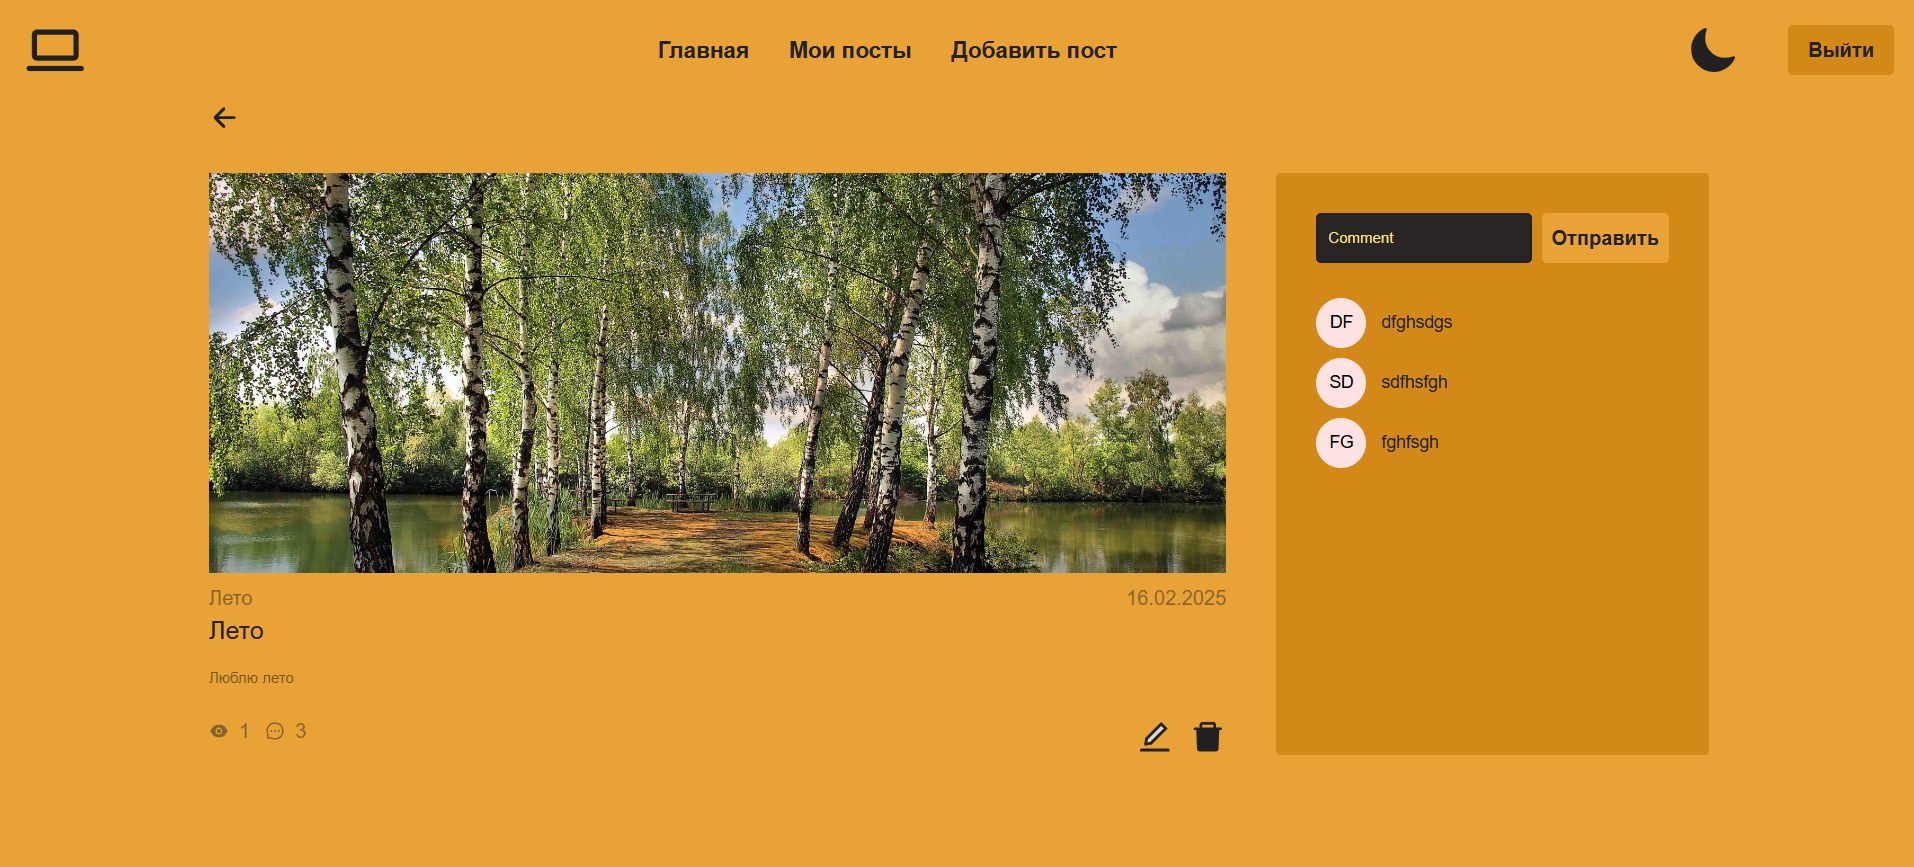 Главная Мои посты Добавить пост Выйти
Comment Отправить
DF dfghsdgs
SD sdfhsfgh
FG fghfsgh
Лето 16.02.2025
Лето
Люблю лето
1 3